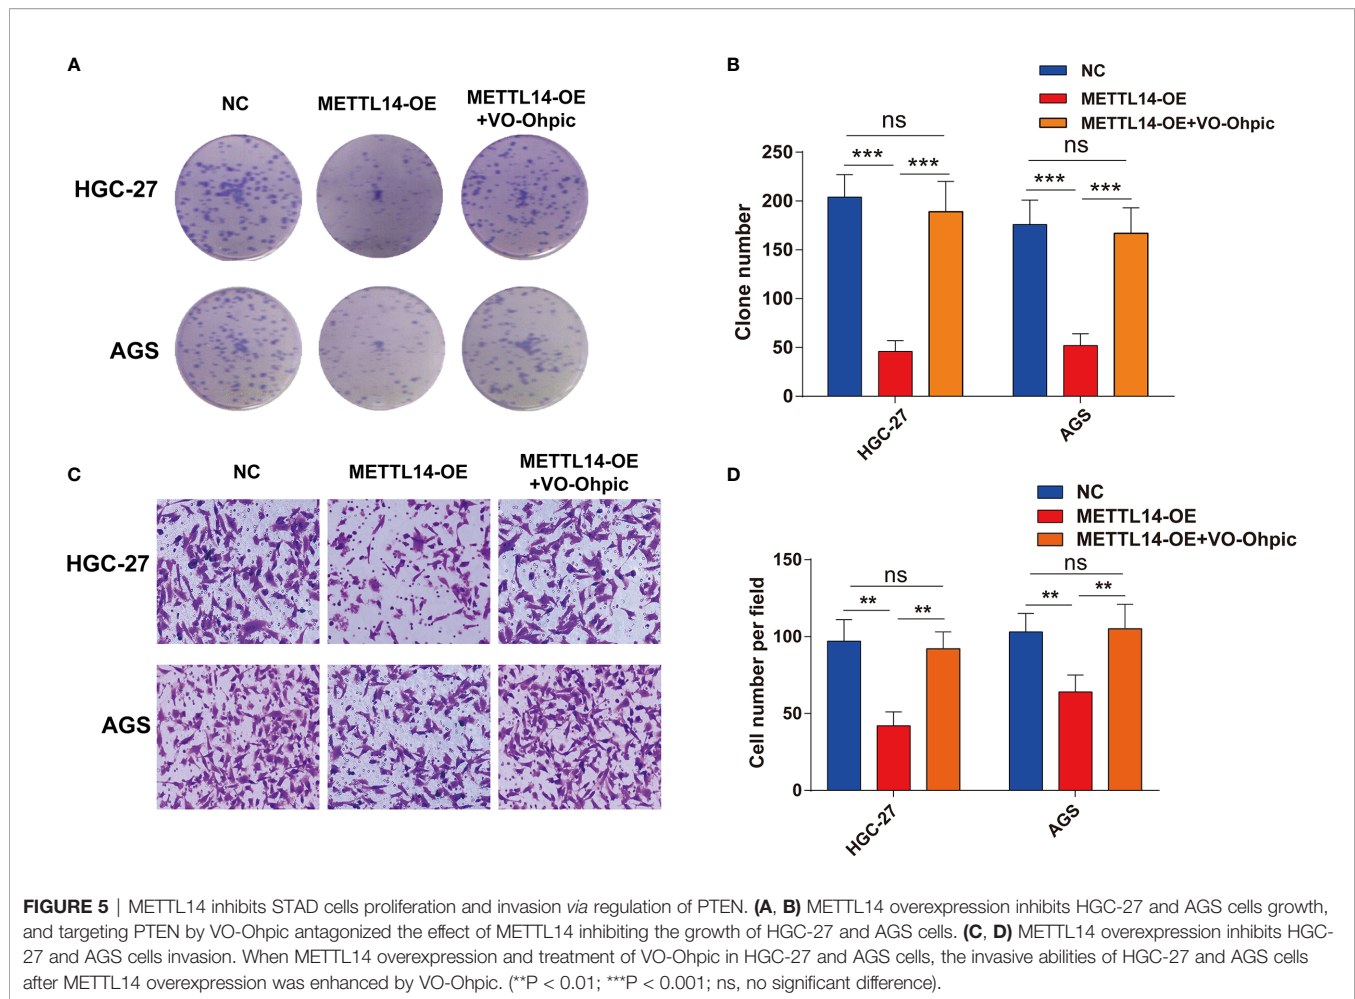 A
NC
METTL14-OE
METTL14-OE
+VO-Ohpic
HGC-27
AGS
B
NC
METTL14-OE
METTL14-OE+VO-Ohpic
ns
*** ***
ns
*** ***
250
200
150
100
50
0
Clone number
HGC-27
AGS
C
NC
METTL14-OE
METTL14-OE
+VO-Ohpic
HGC-27
AGS
D
NC
METTL14-OE
METTL14-OE+VO-Ohpic
ns
** **
ns
** **
150
100
50
0
Cell number per field
HGC-27
AGS
FIGURE 5 | METTL14 inhibits STAD cells proliferation and invasion via regulation of PTEN. (A, B) METTL14 overexpression inhibits HGC-27 and AGS cells growth,
and targeting PTEN by VO-Ohpic antagonized the effect of METTL14 inhibiting the growth of HGC-27 and AGS cells. (C, D) METTL14 overexpression inhibits HGC-
27 and AGS cells invasion. When METTL14 overexpression and treatment of VO-Ohpic in HGC-27 and AGS cells, the invasive abilities of HGC-27 and AGS cells
after METTL14 overexpression was enhanced by VO-Ohpic. (**P < 0.01; ***P < 0.001; ns, no significant difference).